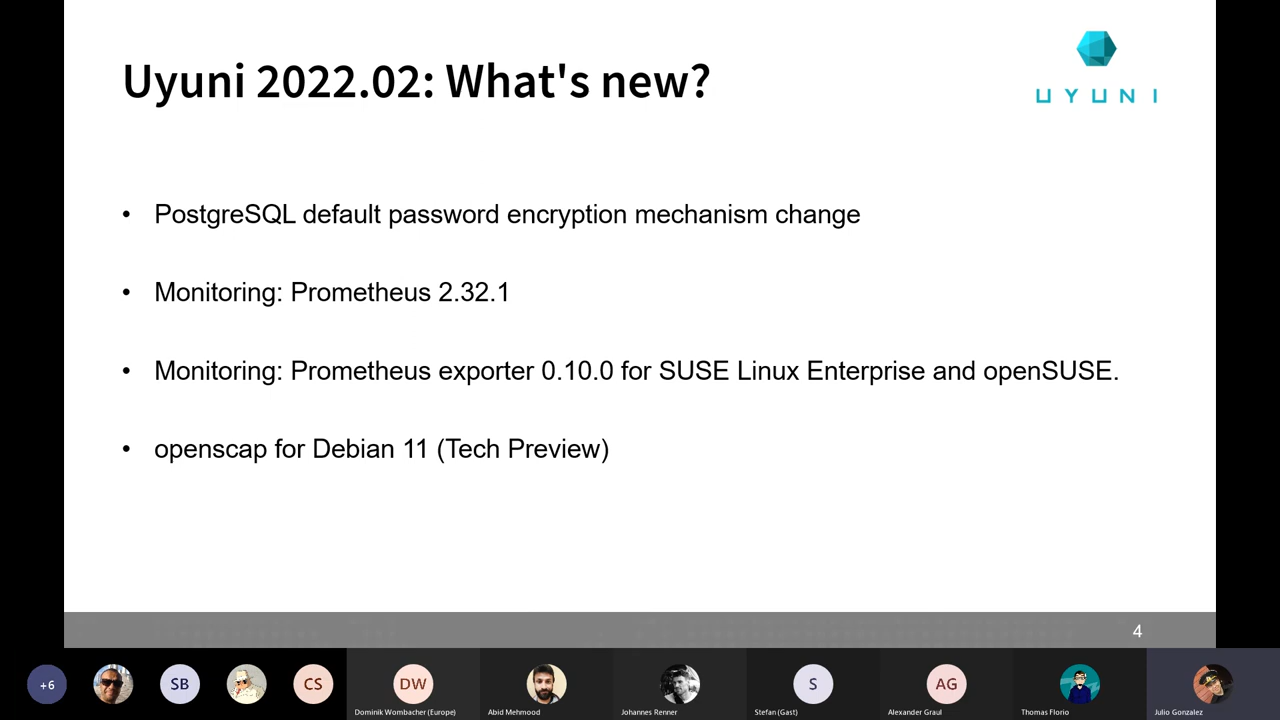 Uyuni 2022.02: What's new?
UYUNI
• PostgreSQL default password encryption mechanism change
• Monitoring: Prometheus 2.32.1
• Monitoring: Prometheus exporter 0.10.0 for SUSE Linux Enterprise and openSUSE.
• openscap for Debian 11 (Tech Preview)
4
+6
SB
CS
DW
S
AG
Dominik Wombacher (Europe)
Abid Mehmood
Johannes Renner
Stefan (Gast)
Alexander Graul
Thomas Florio
Julio Gonzalez